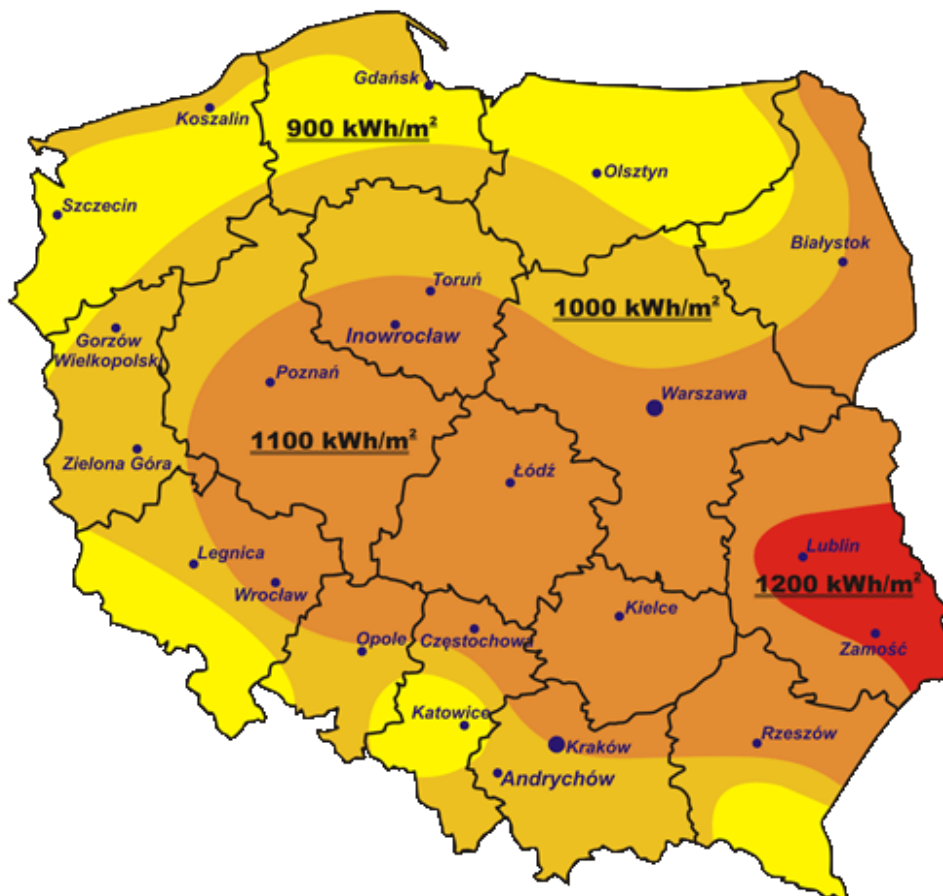 Gdańsk
Koszalin
900 kWh/m²
Olsztyn
Szczecin
Białystok
Toruń
1000 kWh/m²
Inowrocław
Gorzów
Wielkopolski
Poznań
Warszawa
1100 kWh/m²
Zielona Góra
Łódź
Legnica
Lublin
1200 kWh/m²
Wrocław
Kielce
Opole
Częstochowa
Zamość
Katowice
Kraków
Rzeszów
Andrychów